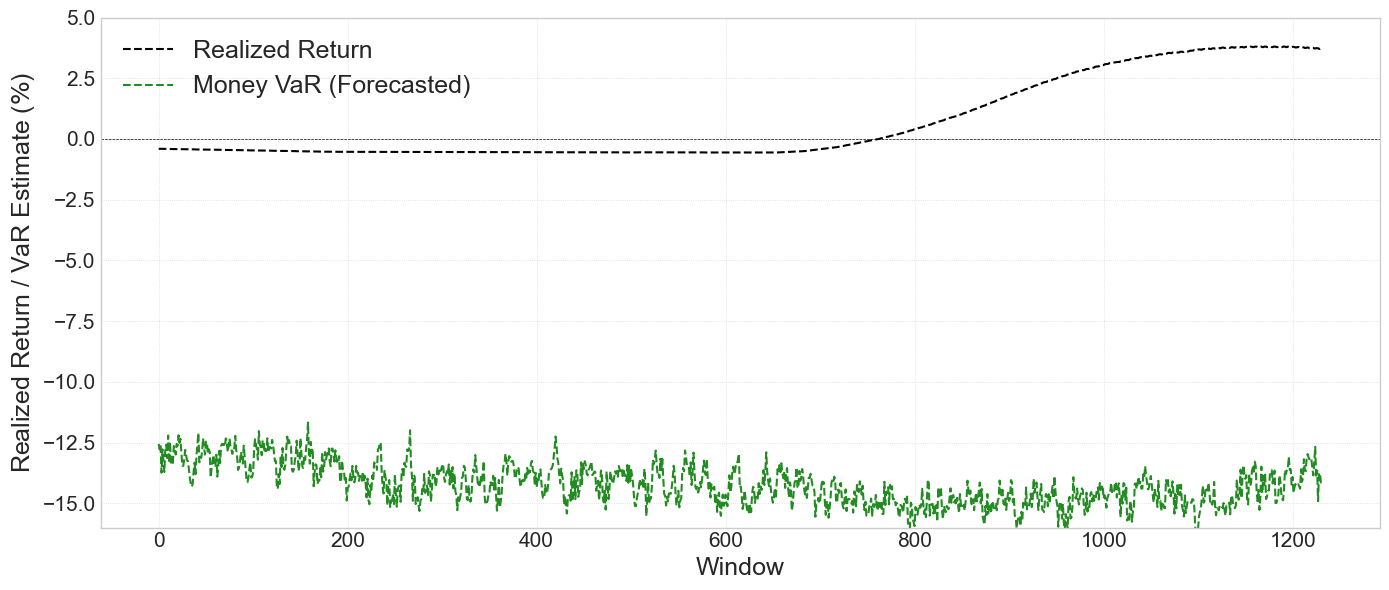 Realized Return
Money VaR (Forecasted)
Realized Return / VaR Estimate (%)
5.0
2.5
0.0
−2.5
−5.0
−7.5
−10.0
−12.5
−15.0
0 200 400 600 800 1000 1200
Window